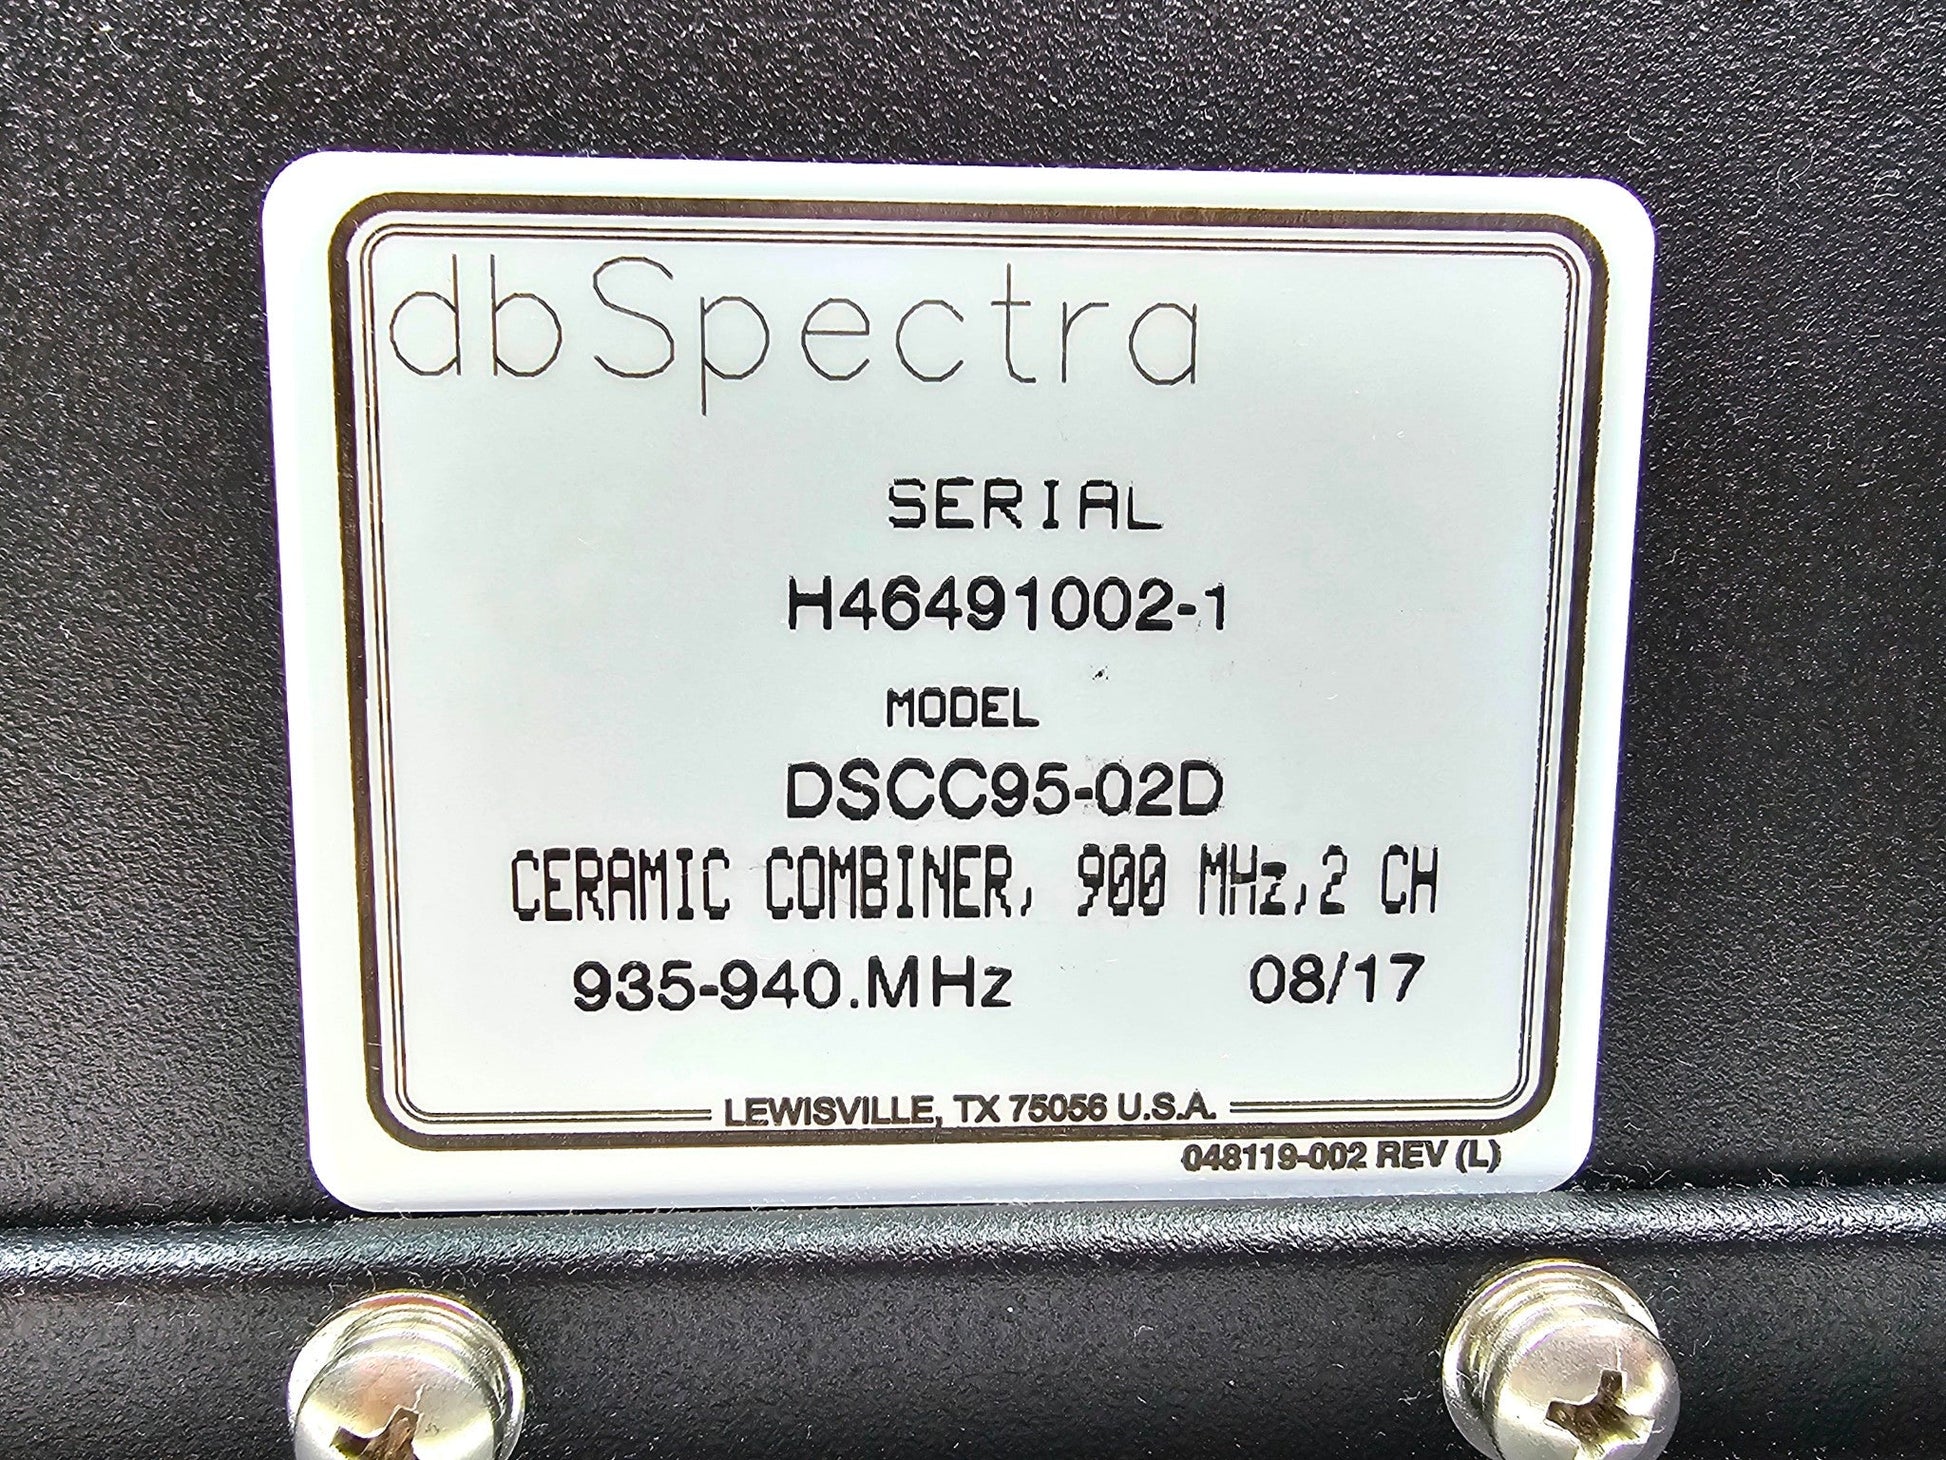 dbSpectra
SERIAL
H46491002-1
MODEL
DSCC95-02D
CERAMIC COMBINER, 900 MHz,2 CH
935-940.MHz 08/17
LEWISVILLE, TX 75056 U.S.A.
048119-002 REV (L)